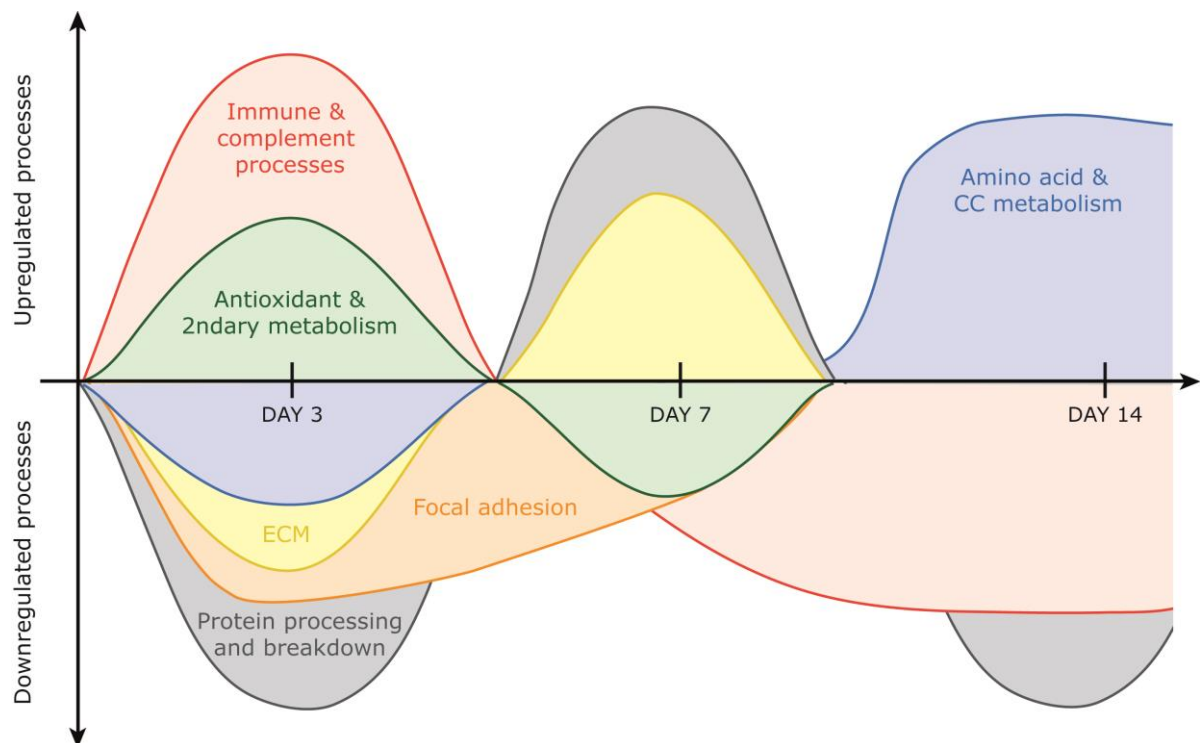 Upregulated processes
Downregulated processes
Immune &
complement
processes
Antioxidant &
2ndary metabolism
Amino acid &
CC metabolism
DAY 3
DAY 7
DAY 14
Focal adhesion
ECM
Protein processing
and breakdown